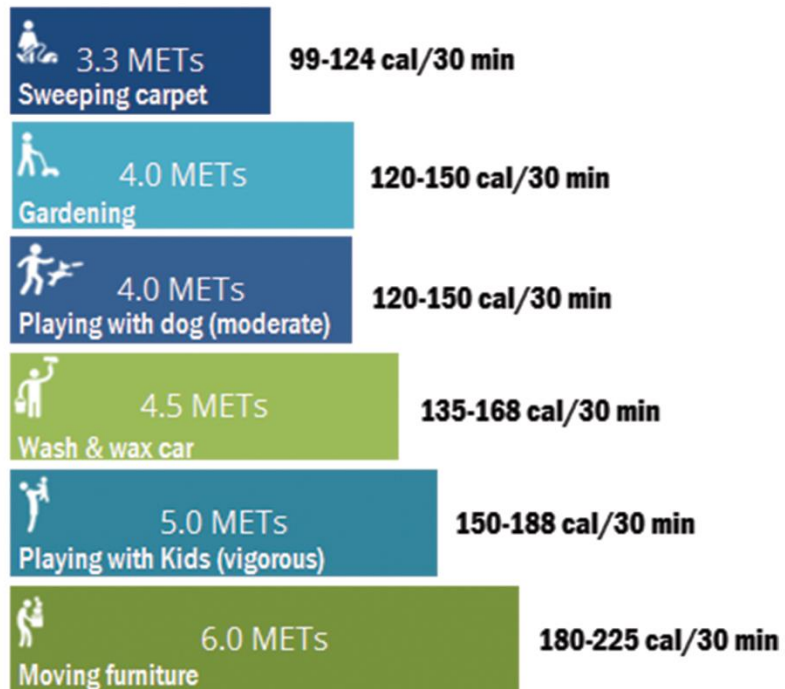 3.3 METs 99-124 cal/30 min
Sweeping carpet
4.0 METs 120-150 cal/30 min
Gardening
4.0 METs 120-150 cal/30 min
Playing with dog (moderate)
4.5 METs 135-168 cal/30 min
Wash & wax car
5.0 METs 150-188 cal/30 min
Playing with Kids (vigorous)
6.0 METs 180-225 cal/30 min
Moving furniture